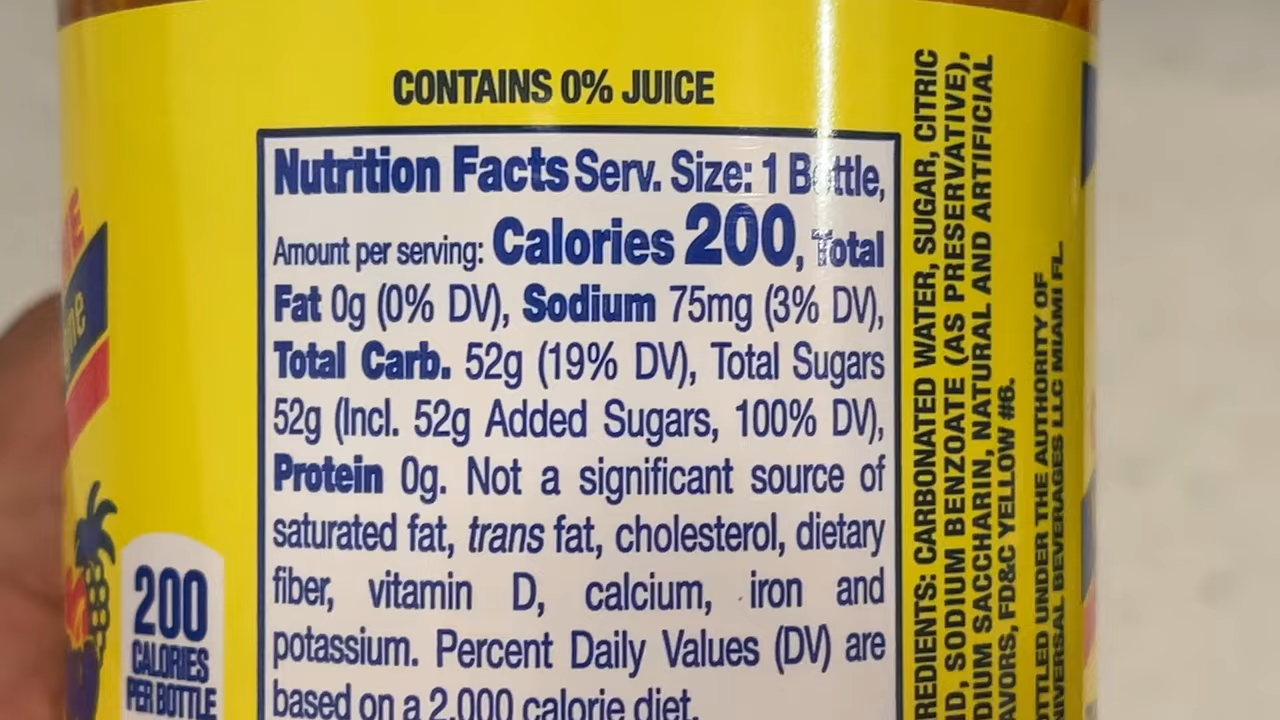 CONTAINS 0% JUICE
Nutrition Facts Serv. Size: 1 Bottle,
Amount per serving: Calories 200, Total
Fat 0g (0% DV), Sodium 75mg (3% DV),
Total Carb. 52g (19% DV), Total Sugars
52g (Incl. 52g Added Sugars, 100% DV),
Protein 0g. Not a significant source of
saturated fat, trans fat, cholesterol, dietary
fiber, vitamin D, calcium, iron and
potassium. Percent Daily Values (DV) are
based on a 2,000 calorie diet.
200
CALORIES
PER BOTTLE
REDIENTS: CARBONATED WATER, SUGAR, CITRIC
ID, SODIUM BENZOATE (AS PRESERVATIVE),
DIUM SACCHARIN, NATURAL AND ARTIFICIAL
AVORS, FD&C YELLOW #6.
OTTLED UNDER THE AUTHORITY OF
NIVERSAL BEVERAGES LLC MIAMI FL.